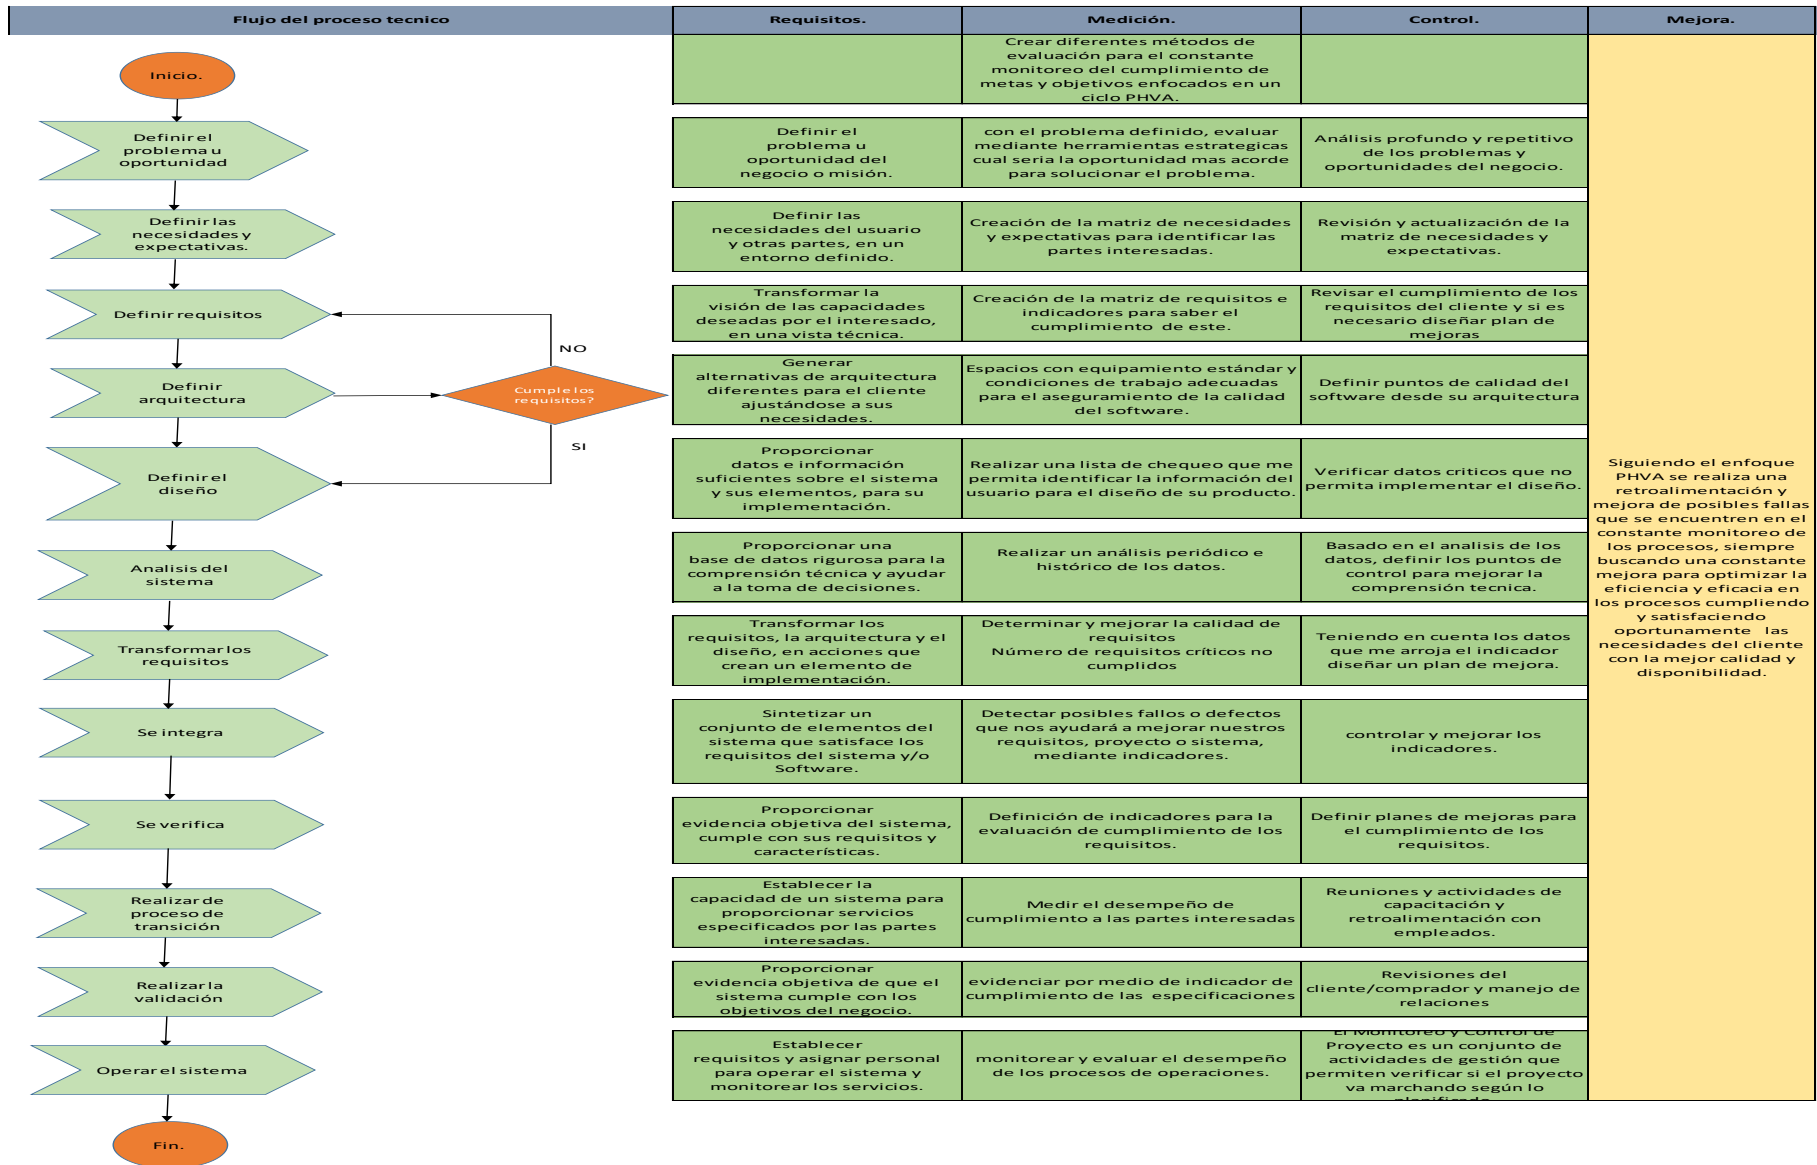 Flujo del proceso tecnico
Requisitos.
Medición.
Control.
Mejora.
Inicio.
Crear diferentes métodos de
evaluación para el constante
monitoreo del cumplimiento de
metas y objetivos enfocados en un
ciclo PHVA.
Definir el
problema u
oportunidad
Definir el
problema u
oportunidad del
negocio o misión.
con el problema definido, evaluar
mediante herramientas estrategicas
cual seria la oportunidad mas acorde
para solucionar el problema.
Análisis profundo y repetitivo
de los problemas y
oportunidades del negocio.
Definir las
necesidades y
expectativas.
Definir las
necesidades del usuario
y otras partes, en un
entorno definido.
Creación de la matriz de necesidades
y expectativas para identificar las
partes interesadas.
Revisión y actualización de la
matriz de necesidades y
expectativas.
Definir requisitos
Transformar la
visión de las capacidades
deseadas por el interesado,
en una vista técnica.
Creación de la matriz de requisitos e
indicadores para saber el
cumplimiento de este.
Revisar el cumplimiento de los
requisitos del cliente y si es
necesario diseñar plan de
mejoras
NO
Definir
arquitectura
Cumple los
requisitos?
SI
Generar
alternativas de arquitectura
diferentes para el cliente
ajustándose a sus
necesidades.
Espacios con equipamiento estándar y
condiciones de trabajo adecuadas
para el aseguramiento de la calidad
del software.
Definir puntos de calidad del
software desde su arquitectura
Definir el
diseño
Proporcionar
datos e información
suficientes sobre el sistema
y sus elementos, para su
implementación.
Realizar una lista de chequeo que me
permita identificar la información del
usuario para el diseño de su producto.
Verificar datos criticos que no
permita implementar el diseño.
Siguiendo el enfoque
PHVA se realiza una
retroalimentación y
mejora de posibles fallas
que se encuentren en el
constante monitoreo de
los procesos, siempre
buscando una constante
mejora para optimizar la
eficiencia y eficacia en
los procesos cumpliendo
y satisfaciendo
oportunamente las
necesidades del cliente
con la mejor calidad y
disponibilidad.
Analisis del
sistema
Proporcionar una
base de datos rigurosa para la
comprensión técnica y ayudar
a la toma de decisiones.
Realizar un análisis periódico e
histórico de los datos.
Basado en el analisis de los
datos, definir los puntos de
control para mejorar la
comprensión tecnica.
Transformar los
requisitos
Transformar los
requisitos, la arquitectura y el
diseño, en acciones que
crean un elemento de
implementación.
Determinar y mejorar la calidad de
requisitos
Número de requisitos críticos no
cumplidos
Teniendo en cuenta los datos
que me arroja el indicador
diseñar un plan de mejora.
Se integra
Sintetizar un
conjunto de elementos del
sistema que satisface los
requisitos del sistema y/o
Software.
Detectar posibles fallos o defectos
que nos ayudará a mejorar nuestros
requisitos, proyecto o sistema,
mediante indicadores.
controlar y mejorar los
indicadores.
Se verifica
Proporcionar
evidencia objetiva del sistema,
cumple con sus requisitos y
características.
Definición de indicadores para la
evaluación de cumplimiento de los
requisitos.
Definir planes de mejoras para
el cumplimiento de los
requisitos.
Realizar de
proceso de
transición
Establecer la
capacidad de un sistema para
proporcionar servicios
especificados por las partes
interesadas.
Medir el desempeño de
cumplimiento a las partes interesadas
Reuniones y actividades de
capacitación y
retroalimentación con
empleados.
Realizar la
validación
Proporcionar
evidencia objetiva de que el
sistema cumple con los
objetivos del negocio.
evidenciar por medio de indicador de
cumplimiento de las especificaciones
Revisiones del
cliente/comprador y manejo de
relaciones
Operar el sistema
Establecer
requisitos y asignar personal
para operar el sistema y
monitorear los servicios.
monitorear y evaluar el desempeño
de los procesos de operaciones.
El Monitoreo y Control de
Proyecto es un conjunto de
actividades de gestión que
permiten verificar si el proyecto
va marchando según lo
planificado.
Fin.